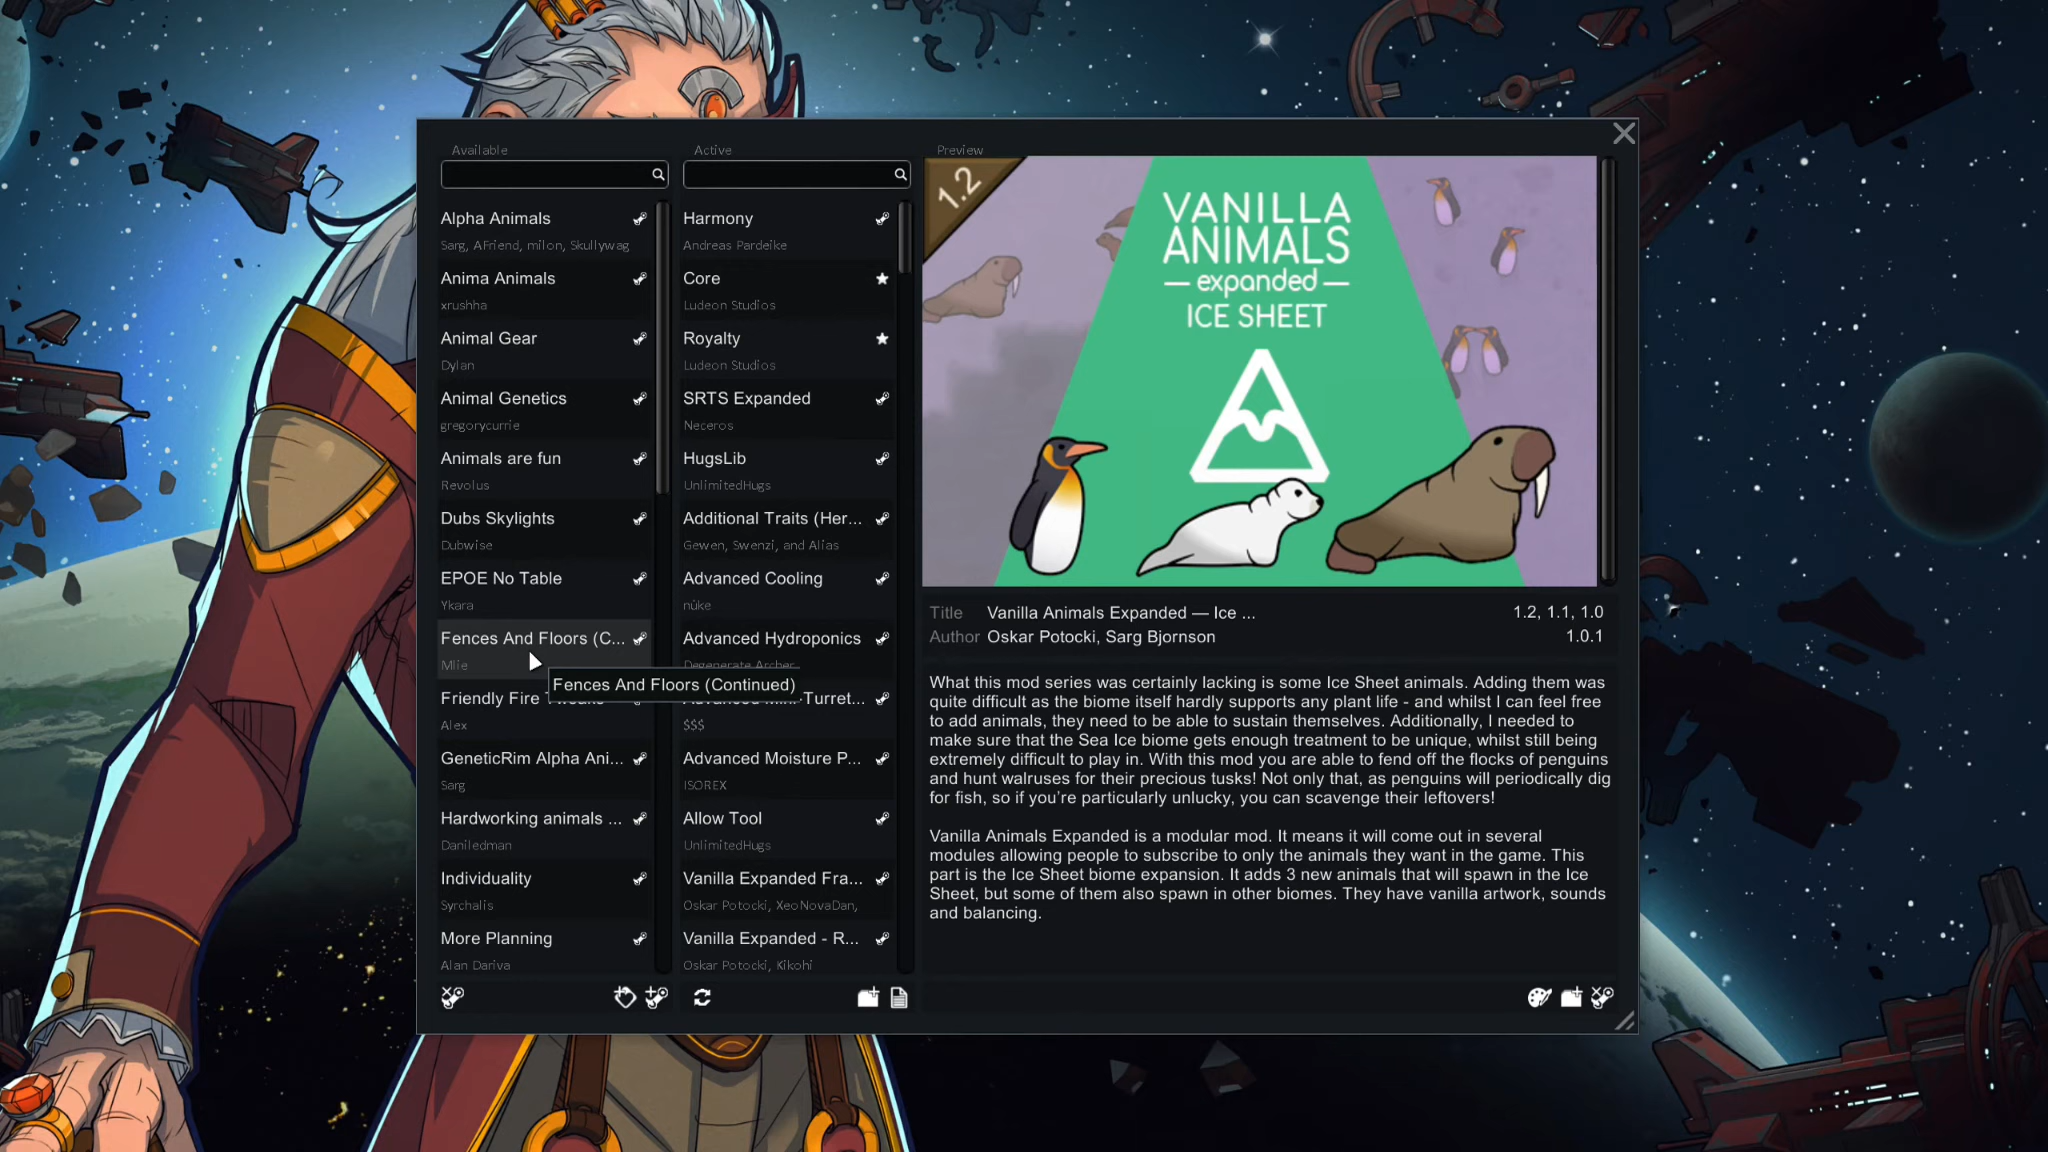 Available
Active
Preview
Alpha Animals
Sarg, AFriend, milon, Skullywag
Anima Animals
xrushha
Animal Gear
Dylan
Animal Genetics
gregorycurrie
Animals are fun
Revolus
Dubs Skylights
Dubwise
EPOE No Table
Ykara
Fences And Floors (C...
Mlie
Fences And Floors (Continued)
Friendly Fire Tweaks
Alex
GeneticRim Alpha Ani...
Sarg
Hardworking animals ...
Daniledman
Individuality
Syrchalis
More Planning
Alan Dariva
Harmony
Andreas Pardeike
Core
Ludeon Studios
Royalty
Ludeon Studios
SRTS Expanded
Neceros
HugsLib
UnlimitedHugs
Additional Traits (Her...
Gewen, Swenzi, and Alias
Advanced Cooling
nüke
Advanced Hydroponics
Degenerate Archer
Advanced Mini-Turret...
$$$
Advanced Moisture P...
ISOREX
Allow Tool
UnlimitedHugs
Vanilla Expanded Fra...
Oskar Potocki, XeoNovaDan,
Vanilla Expanded - R...
Oskar Potocki, Kikohi
1.2
VANILLA
ANIMALS
— expanded —
ICE SHEET
Title Vanilla Animals Expanded — Ice ... 1.2, 1.1, 1.0
Author Oskar Potocki, Sarg Bjornson 1.0.1
What this mod series was certainly lacking is some Ice Sheet animals. Adding them was
quite difficult as the biome itself hardly supports any plant life - and whilst I can feel free
to add animals, they need to be able to sustain themselves. Additionally, I needed to
make sure that the Sea Ice biome gets enough treatment to be unique, whilst still being
extremely difficult to play in. With this mod you are able to fend off the flocks of penguins
and hunt walruses for their precious tusks! Not only that, as penguins will periodically dig
for fish, so if you're particularly unlucky, you can scavenge their leftovers!
Vanilla Animals Expanded is a modular mod. It means it will come out in several
modules allowing people to subscribe to only the animals they want in the game. This
part is the Ice Sheet biome expansion. It adds 3 new animals that will spawn in the Ice
Sheet, but some of them also spawn in other biomes. They have vanilla artwork, sounds
and balancing.